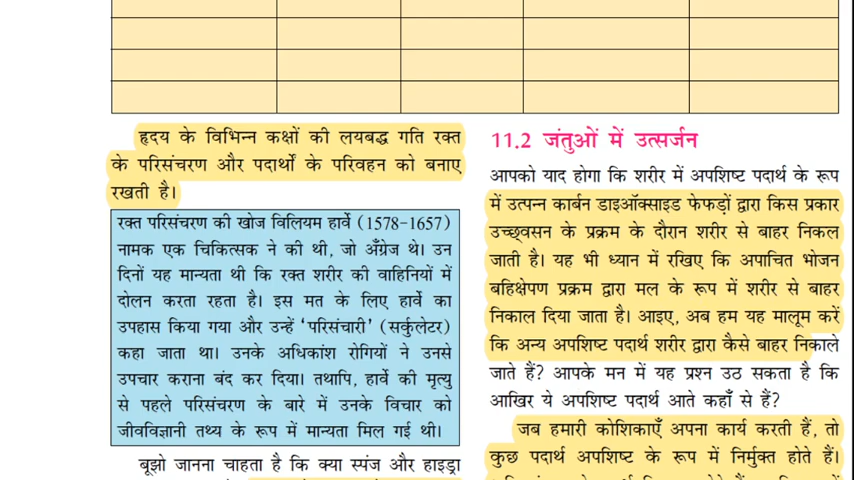 हृदय के विभिन्न कक्षों की लयबद्ध गति रक्त
के परिसंचरण और पदार्थों के परिवहन को बनाए
रखती है।
रक्त परिसंचरण की खोज विलियम हार्वे (1578-1657)
नामक एक चिकित्सक ने की थी, जो अँग्रेज थे। उन
दिनों यह मान्यता थी कि रक्त शरीर की वाहिनियों में
दोलन करता रहता है। इस मत के लिए हार्वे का
उपहास किया गया और उन्हें ‘परिसंचारी’ (सर्कुलेटर)
कहा जाता था। उनके अधिकांश रोगियों ने उनसे
उपचार कराना बंद कर दिया। तथापि, हार्वे की मृत्यु
से पहले परिसंचरण के बारे में उनके विचार को
जीवविज्ञानी तथ्य के रूप में मान्यता मिल गई थी।
बूझो जानना चाहता है कि क्या स्पंज और हाइड्रा
11.2 जंतुओं में उत्सर्जन
आपको याद होगा कि शरीर में अपशिष्ट पदार्थ के रूप
में उत्पन्न कार्बन डाइऑक्साइड फेफड़ों द्वारा किस प्रकार
उच्छ्वसन के प्रक्रम के दौरान शरीर से बाहर निकल
जाती है। यह भी ध्यान में रखिए कि अपाचित भोजन
बहिक्षेपण प्रक्रम द्वारा मल के रूप में शरीर से बाहर
निकाल दिया जाता है। आइए, अब हम यह मालूम करें
कि अन्य अपशिष्ट पदार्थ शरीर द्वारा कैसे बाहर निकाले
जाते हैं? आपके मन में यह प्रश्न उठ सकता है कि
आखिर ये अपशिष्ट पदार्थ आते कहाँ से हैं?
जब हमारी कोशिकाएँ अपना कार्य करती हैं, तो
कुछ पदार्थ अपशिष्ट के रूप में निर्मुक्त होते हैं।